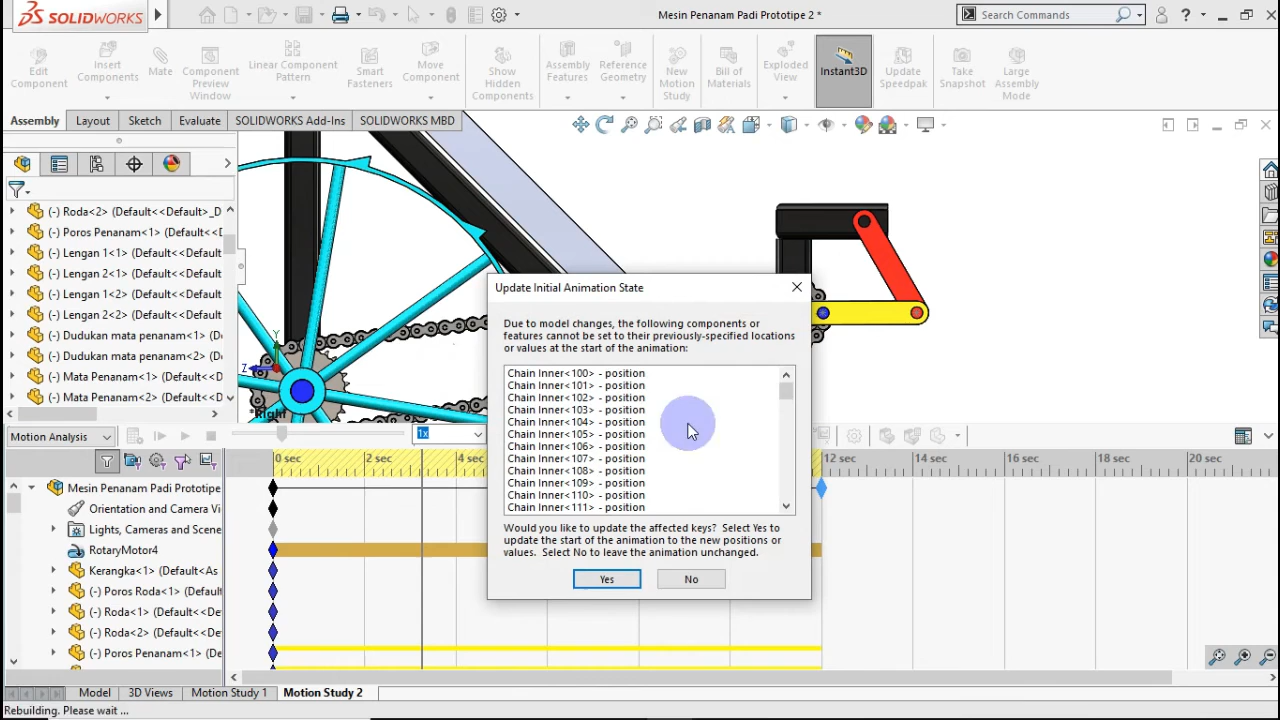 SOLIDWORKS
Mesin Penanam Padi Prototipe 2 *
Search Commands
?
Edit
Component
Insert
Components
Mate
Component
Preview
Window
Linear Component
Pattern
Smart
Fasteners
Move
Component
Show
Hidden
Components
Assembly
Features
Reference
Geometry
New
Motion
Study
Bill of
Materials
Exploded
View
Instant3D
Update
Speedpak
Take
Snapshot
Large
Assembly
Mode
Assembly
Layout
Sketch
Evaluate
SOLIDWORKS Add-Ins
SOLIDWORKS MBD
(-) Roda<2> (Default<<Default>_D
(-) Poros Penanam<1> (Default<<D
(-) Lengan 1<1> (Default<<Default>
(-) Lengan 2<1> (Default<<Default>
(-) Lengan 1<2> (Default<<Default>
(-) Lengan 2<2> (Default<<Default>
(-) Dudukan mata penanam<1> (De
(-) Dudukan mata penanam<2> (De
(-) Mata Penanam<1> (Default<<De
(-) Mata Penanam<2> (Default<<De
Y
Z
*Right
Update Initial Animation State
Due to model changes, the following components or
features cannot be set to their previously-specified locations
or values at the start of the animation:
Chain Inner<100> - position
Chain Inner<101> - position
Chain Inner<102> - position
Chain Inner<103> - position
Chain Inner<104> - position
Chain Inner<105> - position
Chain Inner<106> - position
Chain Inner<107> - position
Chain Inner<108> - position
Chain Inner<109> - position
Chain Inner<110> - position
Chain Inner<111> - position
Would you like to update the affected keys? Select Yes to
update the start of the animation to the new positions or
values. Select No to leave the animation unchanged.
Yes
No
Motion Analysis
1x
0 sec
2 sec
4 sec
12 sec
14 sec
16 sec
18 sec
20 sec
Mesin Penanam Padi Prototipe
Orientation and Camera Vi
Lights, Cameras and Scene
RotaryMotor4
Kerangka<1> (Default<As
(-) Poros Roda<1> (Default
(-) Roda<1> (Default<<De
(-) Roda<2> (Default<<De
(-) Poros Penanam<1> (De
Model
3D Views
Motion Study 1
Motion Study 2
Rebuilding. Please wait ...